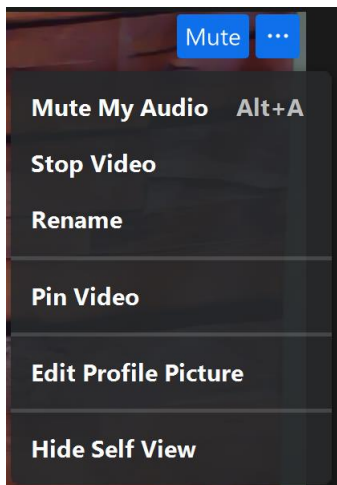 Mute ...
Mute My Audio Alt+A
Stop Video
Rename
Pin Video
Edit Profile Picture
Hide Self View